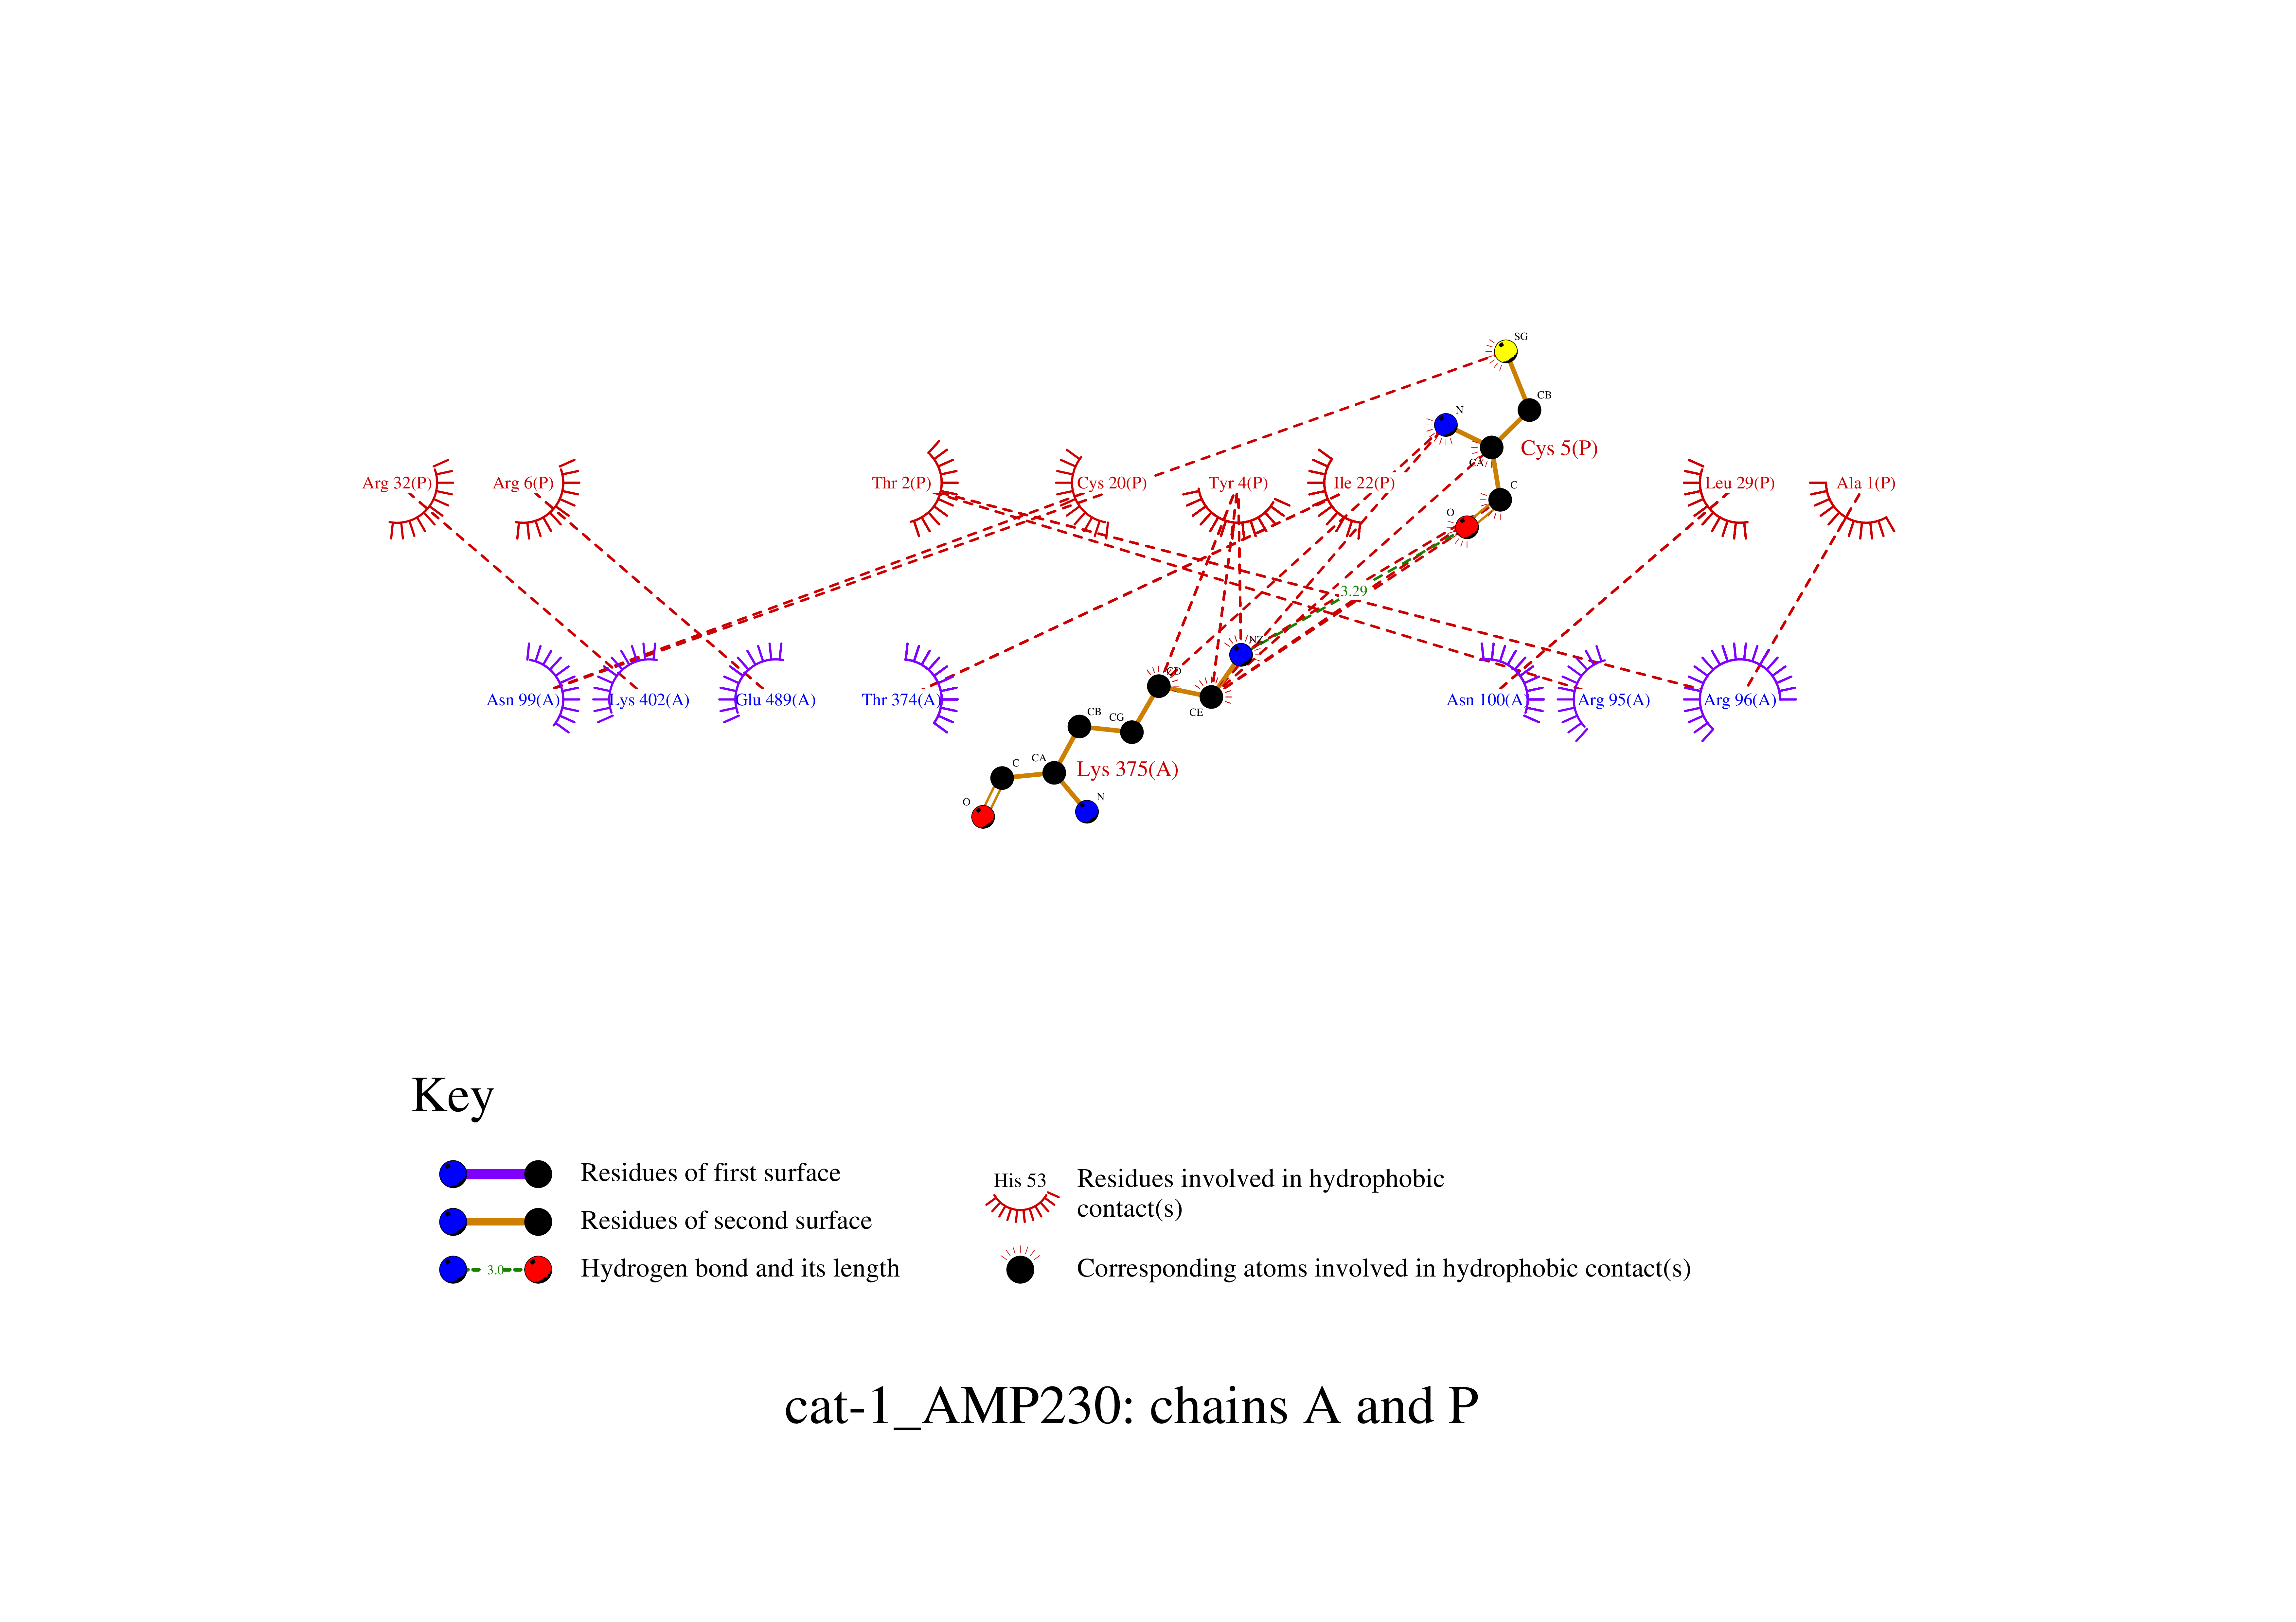 SG
CB
N
Cys 5(P)
CA
Arg 32(P) Arg 6(P) Thr 2(P) Cys 20(P) Tyr 4(P) Ile 22(P) C Leu 29(P) Ala 1(P)
O
3.29
NZ
CD
Asn 99(A) Lys 402(A) Glu 489(A) Thr 374(A) Asn 100(A) Arg 95(A) Arg 96(A)
CE
CB CG
C CA Lys 375(A)
O N
Key
Residues of first surface
Residues of second surface
3.0 Hydrogen bond and its length
His 53 Residues involved in hydrophobic
contact(s)
Corresponding atoms involved in hydrophobic contact(s)
cat-1_AMP230: chains A and P